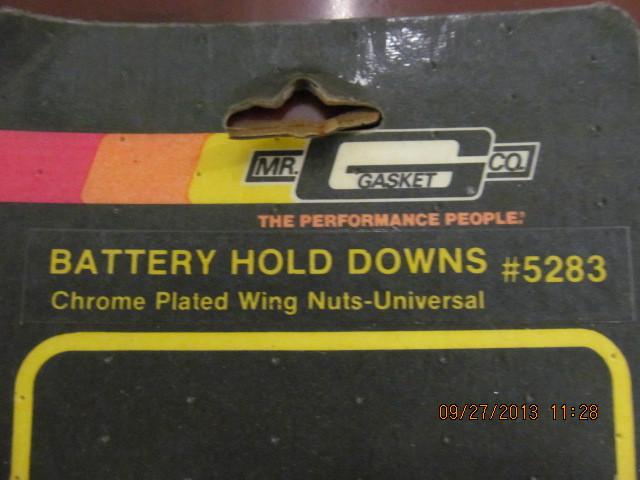 MR. GASKET CO.
THE PERFORMANCE PEOPLE.
BATTERY HOLD DOWNS #5283
Chrome Plated Wing Nuts-Universal
09/27/2013 11:28